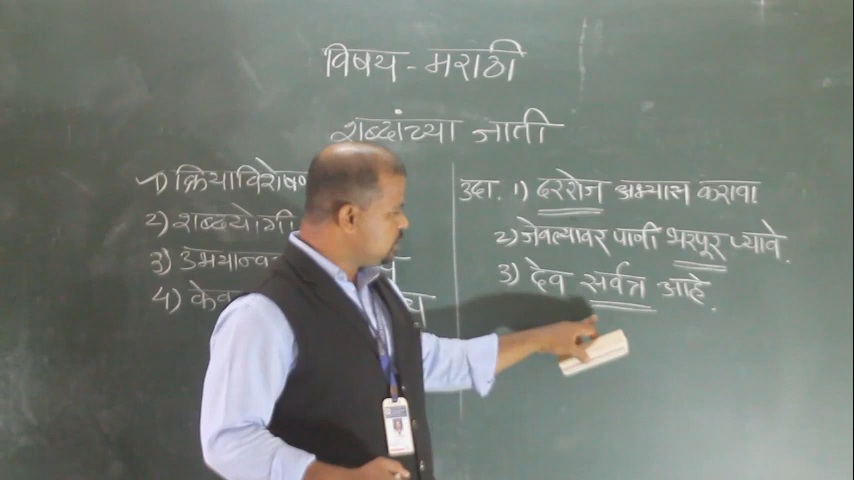 विषय - मराठी
शब्दांच्या जाती
1) क्रियाविशेषण
2) शब्दयोगी
3) उभयान्व
4) केव
उदा. 1) दररोज अभ्यास करावा
2) जेवल्यावर पाणी भरपूर प्यावे.
3) देव सर्वत्र आहे.